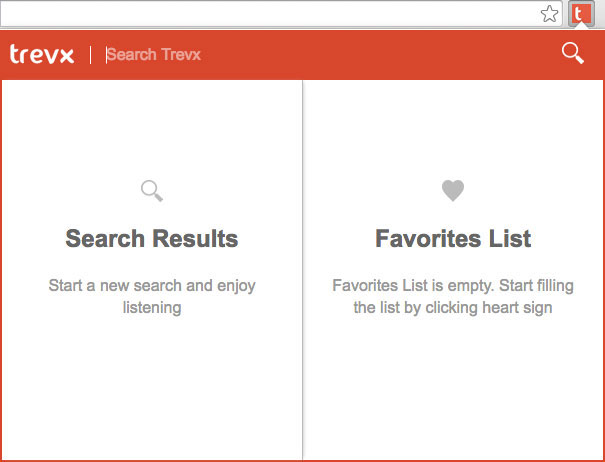 t
trevx
Search Trevx
Search Results
Start a new search and enjoy
listening
Favorites List
Favorites List is empty. Start filling
the list by clicking heart sign